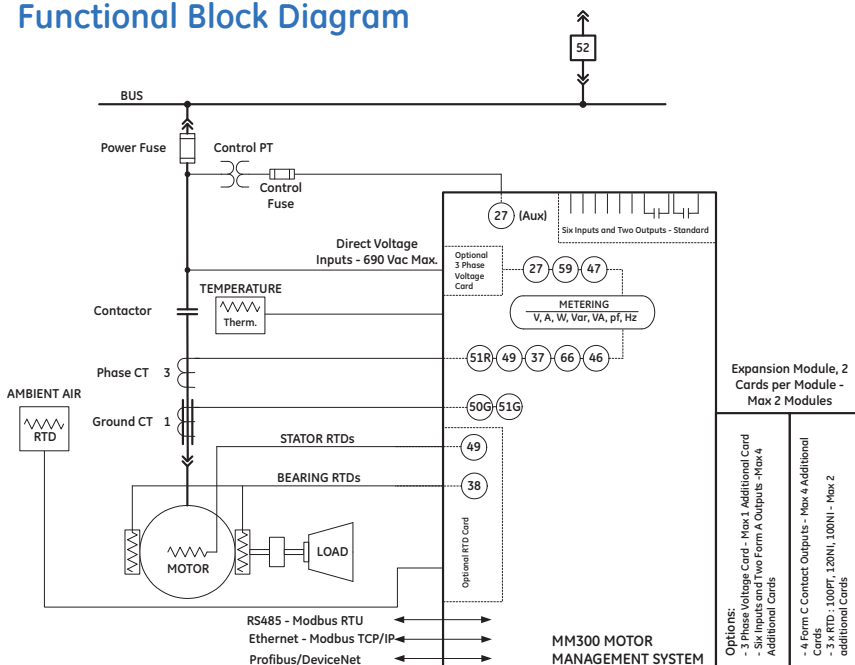 Functional Block Diagram
52
BUS
Power Fuse
Control PT
Control
Fuse
27 (Aux)
Six Inputs and Two Outputs - Standard
Direct Voltage
Inputs - 690 Vac Max.
Optional
3 Phase
Voltage
Card
27 59 47
TEMPERATURE
Therm.
METERING
V, A, W, Var, VA, pf, Hz
Contactor
Phase CT 3
51R 49 37 66 46
Expansion Module, 2
Cards per Module -
Max 2 Modules
AMBIENT AIR
RTD
Ground CT 1
50G 51G
STATOR RTDs
49
BEARING RTDs
38
Optional RTD Card
MOTOR
LOAD
Options:
- 3 Phase Voltage Card - Max 1 Additional Card
- Six Inputs and Two Form A Outputs -Max 4
Additional Cards
- 4 Form C Contact Outputs - Max 4 Additional
Cards
- 3 x RTD : 100PT, 120NI, 100NI - Max 2
additional Cards
RS485 - Modbus RTU
Ethernet - Modbus TCP/IP
Profibus/DeviceNet
MM300 MOTOR
MANAGEMENT SYSTEM